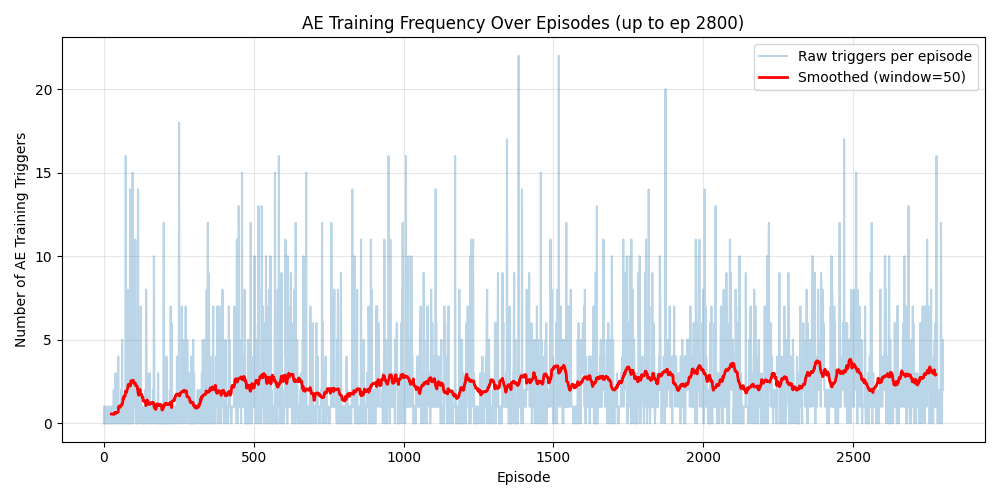 AE Training Frequency Over Episodes (up to ep 2800)
Raw triggers per episode
Smoothed (window=50)
Number of AE Training Triggers
20
15
10
5
0
0 500 1000 1500 2000 2500
Episode